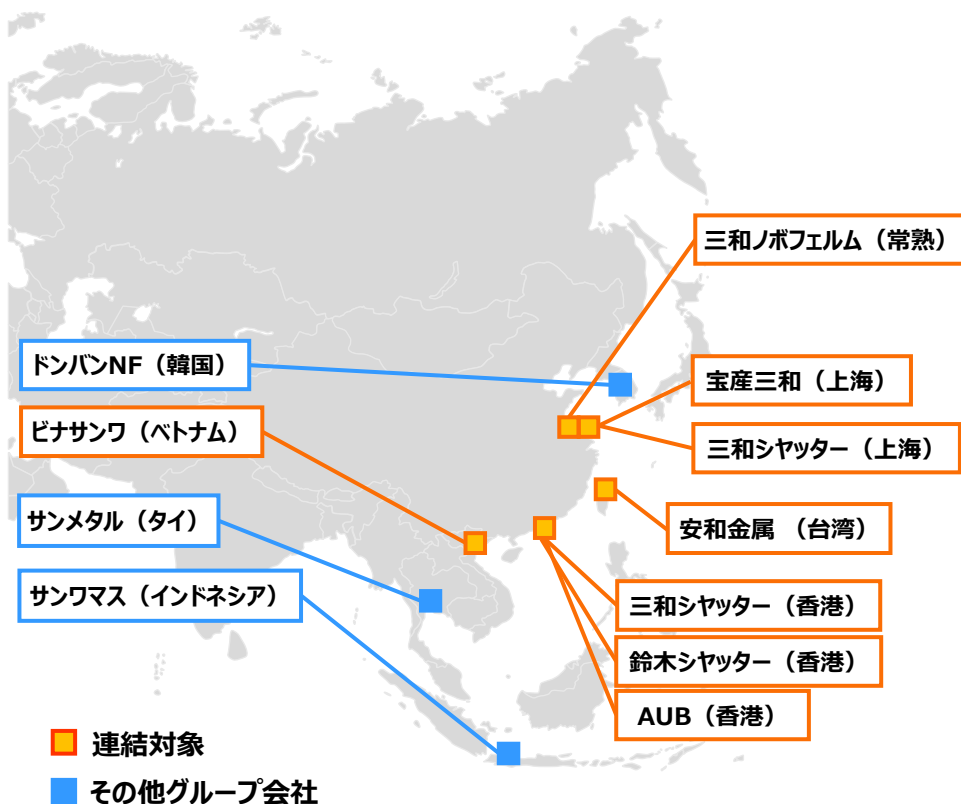 三和ノボフェルム（常熟）
ドンバンNF（韓国）
宝産三和（上海）
ビナサンワ（ベトナム）
三和シヤッター（上海）
サンメタル（タイ）
安和金属 （台湾）
サンワマス（インドネシア）
三和シヤッター（香港）
鈴木シヤッター（香港）
AUB（香港）
連結対象
その他グループ会社